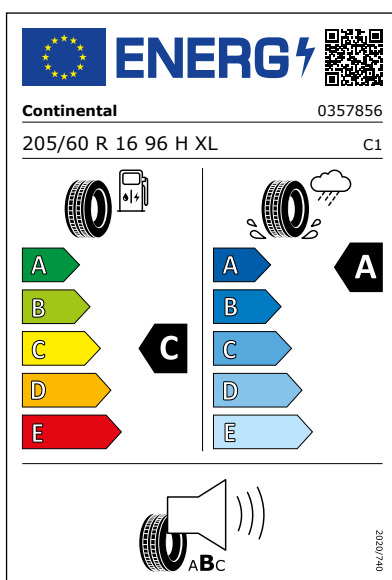 ENERG
Continental 0357856
205/60 R 16 96 H XL C1
A A A
B B
C C C
D D
E E
ABC
2020/740